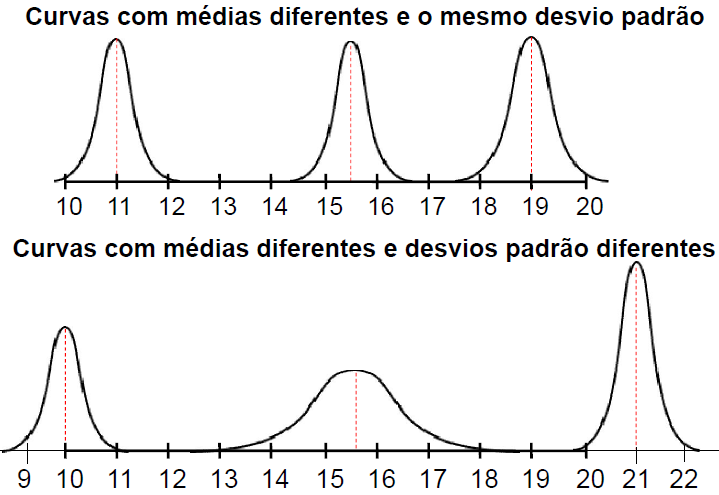 Curvas com médias diferentes e o mesmo desvio padrão
10 11 12 13 14 15 16 17 18 19 20
Curvas com médias diferentes e desvios padrão diferentes
9 10 11 12 13 14 15 16 17 18 19 20 21 22